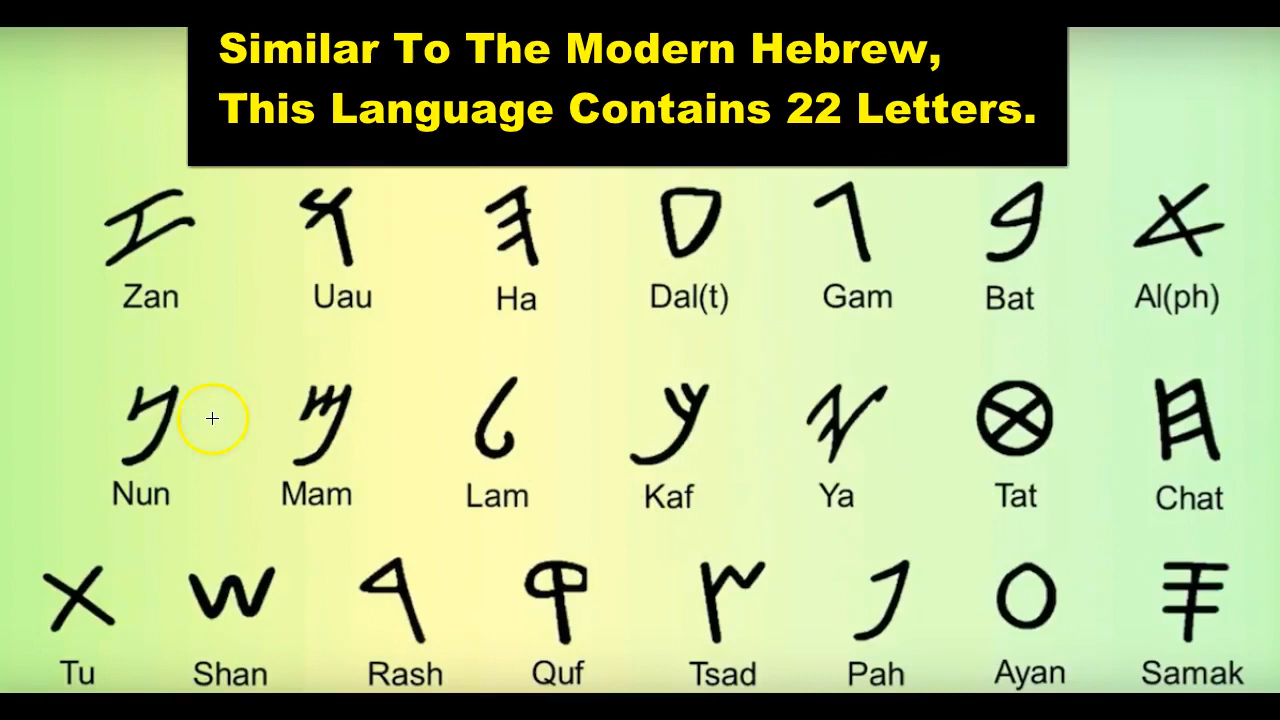 Similar To The Modern Hebrew,
This Language Contains 22 Letters.
𐤆 𐤅 𐤄 𐤃 𐤂 𐤁 𐤀
Zan Uau Ha Dal(t) Gam Bat Al(ph)
𐤍 𐤌 𐤋 𐤊 𐤉 𐤈 𐤇
Nun Mam Lam Kaf Ya Tat Chat
𐤕 𐤔 𐤓 𐤒 𐤑 𐤐 𐤏 𐤎
Tu Shan Rash Quf Tsad Pah Ayan Samak